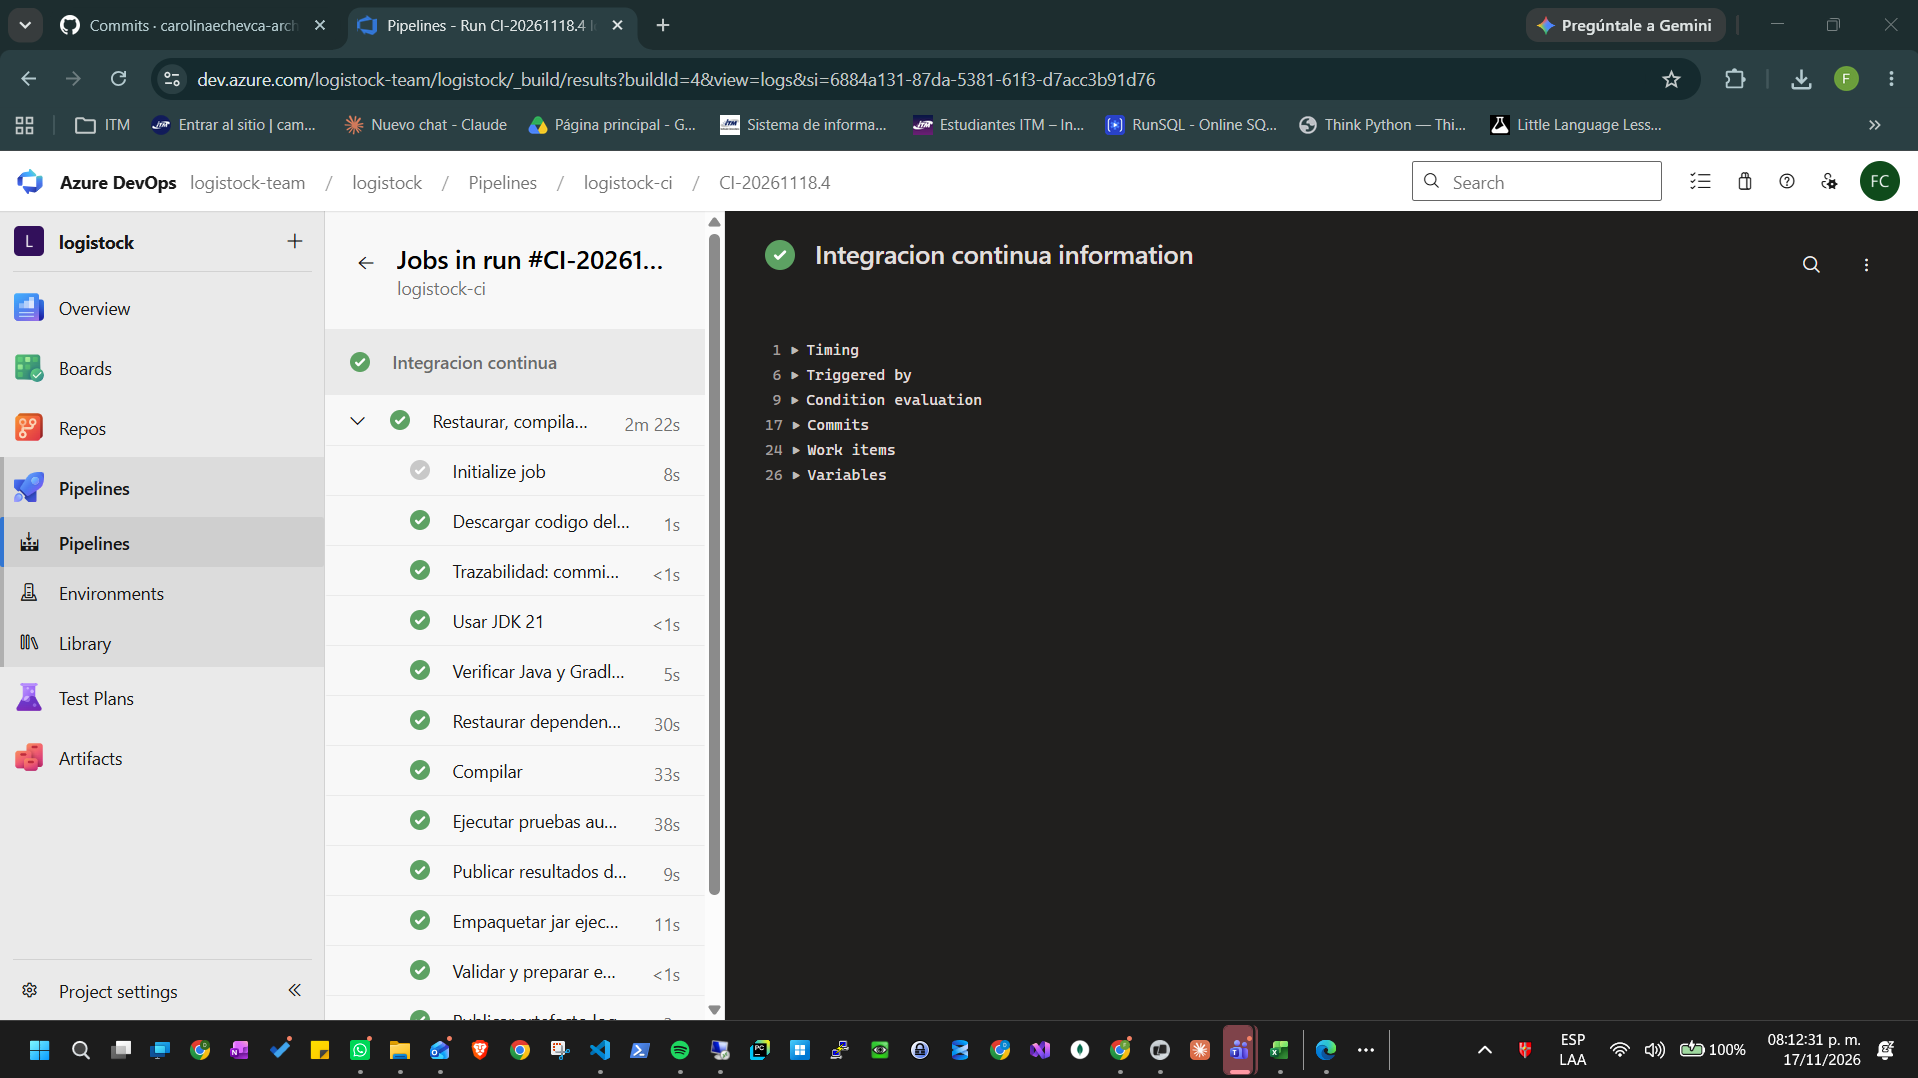 Commits · carolinaechevca-arch
Pipelines - Run CI-20261118.4 l
Pregúntale a Gemini
dev.azure.com/logistock-team/logistock/_build/results?buildId=4&view=logs&si=6884a131-87da-5381-61f3-d7acc3b91d76
F
ITM
Entrar al sitio | cam...
Nuevo chat - Claude
Página principal - G...
Sistema de informa...
Estudiantes ITM – In...
RunSQL - Online SQ...
Think Python — Thi...
Little Language Less...
Azure DevOps
logistock-team / logistock / Pipelines / logistock-ci / CI-20261118.4
Search
FC
L
logistock
Overview
Boards
Repos
Pipelines
Pipelines
Environments
Library
Test Plans
Artifacts
Project settings
Jobs in run #CI-20261...
logistock-ci
Integracion continua
Restaurar, compila... 2m 22s
Initialize job 8s
Descargar codigo del... 1s
Trazabilidad: commi... <1s
Usar JDK 21 <1s
Verificar Java y Gradl... 5s
Restaurar dependen... 30s
Compilar 33s
Ejecutar pruebas au... 38s
Publicar resultados d... 9s
Empaquetar jar ejec... 11s
Validar y preparar e... <1s
Integracion continua information
1 Timing
6 Triggered by
9 Condition evaluation
17 Commits
24 Work items
26 Variables
ESP
LAA
100%
08:12:31 p. m.
17/11/2026